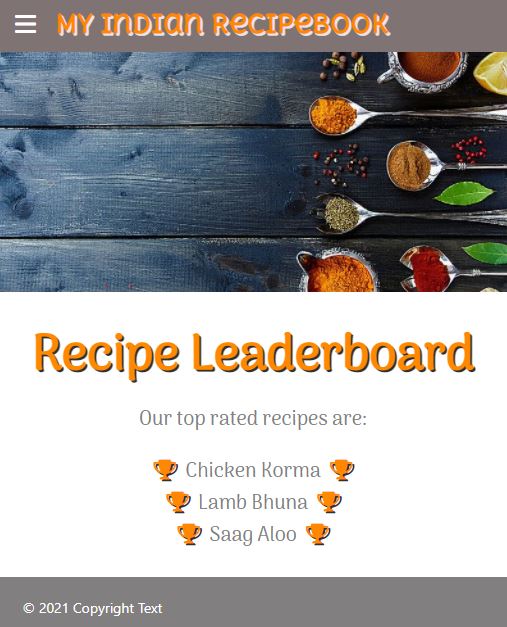 My Indian Recipebook
Recipe Leaderboard
Our top rated recipes are:
Chicken Korma
Lamb Bhuna
Saag Aloo
© 2021 Copyright Text